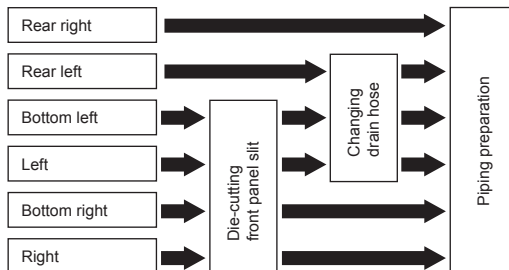 Rear right
Rear left
Bottom left
Left
Bottom right
Right
Die-cutting
front panel slit
Changing
drain hose
Piping preparation